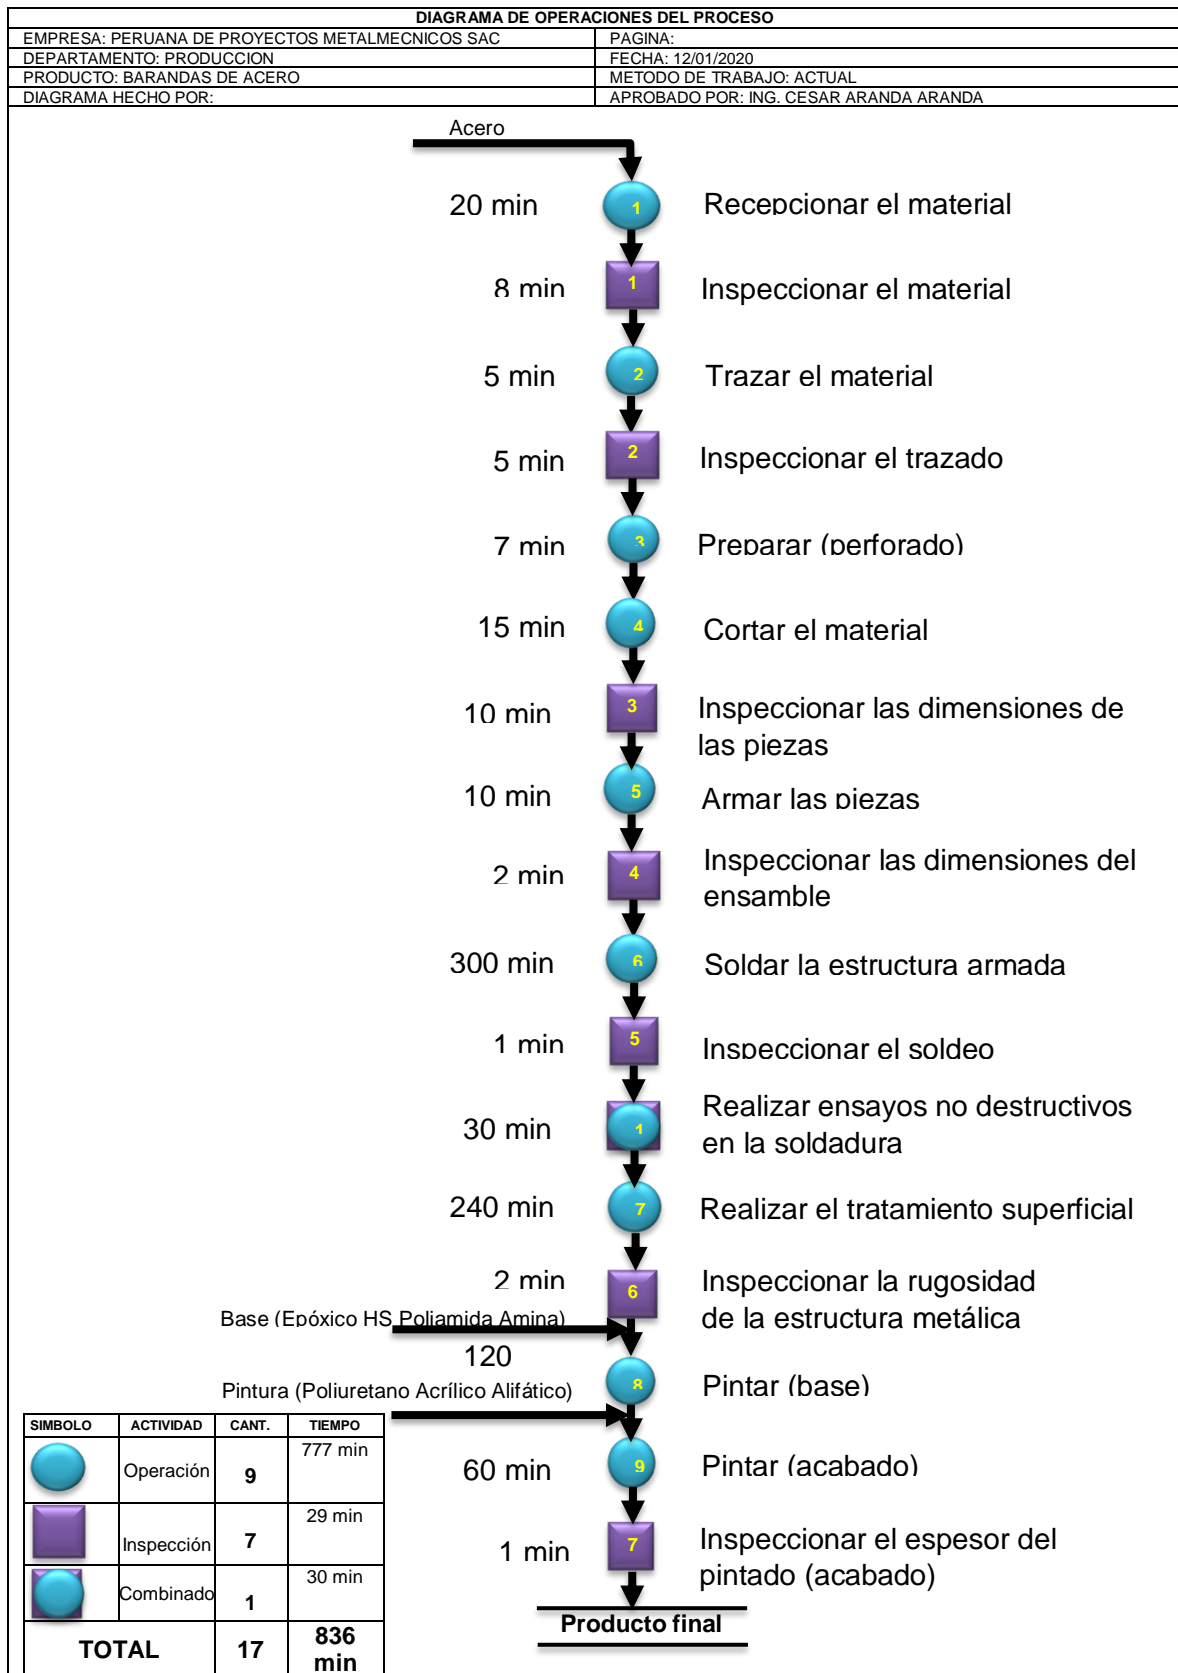 DIAGRAMA DE OPERACIONES DEL PROCESO
EMPRESA: PERUANA DE PROYECTOS METALMECNICOS SAC
PAGINA:
DEPARTAMENTO: PRODUCCION
FECHA: 12/01/2020
PRODUCTO: BARANDAS DE ACERO
METODO DE TRABAJO: ACTUAL
DIAGRAMA HECHO POR:
APROBADO POR: ING. CESAR ARANDA ARANDA
Acero
20 min
1
Recepcionar el material
8 min
1
Inspeccionar el material
5 min
2
Trazar el material
5 min
2
Inspeccionar el trazado
7 min
3
Preparar (perforado)
15 min
4
Cortar el material
10 min
3
Inspeccionar las dimensiones de
las piezas
10 min
5
Armar las piezas
2 min
4
Inspeccionar las dimensiones del
ensamble
300 min
6
Soldar la estructura armada
1 min
5
Inspeccionar el soldeo
30 min
1
Realizar ensayos no destructivos
en la soldadura
240 min
7
Realizar el tratamiento superficial
2 min
6
Inspeccionar la rugosidad
de la estructura metálica
Base (Epóxico HS Poliamida Amina)
120
8
Pintar (base)
Pintura (Poliuretano Acrílico Alifático)
60 min
9
Pintar (acabado)
1 min
7
Inspeccionar el espesor del
pintado (acabado)
Producto final
SIMBOLO ACTIVIDAD CANT. TIEMPO
Operación 9 777 min
Inspección 7 29 min
Combinado 1 30 min
TOTAL 17 836
min